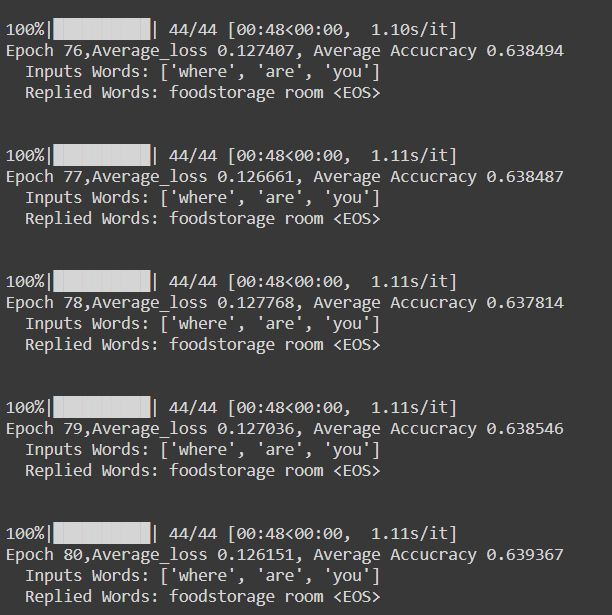 100%|██████████| 44/44 [00:48<00:00,  1.10s/it]
Epoch 76,Average_loss 0.127407, Average Accucracy 0.638494
  Inputs Words: ['where', 'are', 'you']
  Replied Words: foodstorage room <EOS>
100%|██████████| 44/44 [00:48<00:00,  1.11s/it]
Epoch 77,Average_loss 0.126661, Average Accucracy 0.638487
  Inputs Words: ['where', 'are', 'you']
  Replied Words: foodstorage room <EOS>
100%|██████████| 44/44 [00:48<00:00,  1.11s/it]
Epoch 78,Average_loss 0.127768, Average Accucracy 0.637814
  Inputs Words: ['where', 'are', 'you']
  Replied Words: foodstorage room <EOS>
100%|██████████| 44/44 [00:48<00:00,  1.11s/it]
Epoch 79,Average_loss 0.127036, Average Accucracy 0.638546
  Inputs Words: ['where', 'are', 'you']
  Replied Words: foodstorage room <EOS>
100%|██████████| 44/44 [00:48<00:00,  1.11s/it]
Epoch 80,Average_loss 0.126151, Average Accucracy 0.639367
  Inputs Words: ['where', 'are', 'you']
  Replied Words: foodstorage room <EOS>